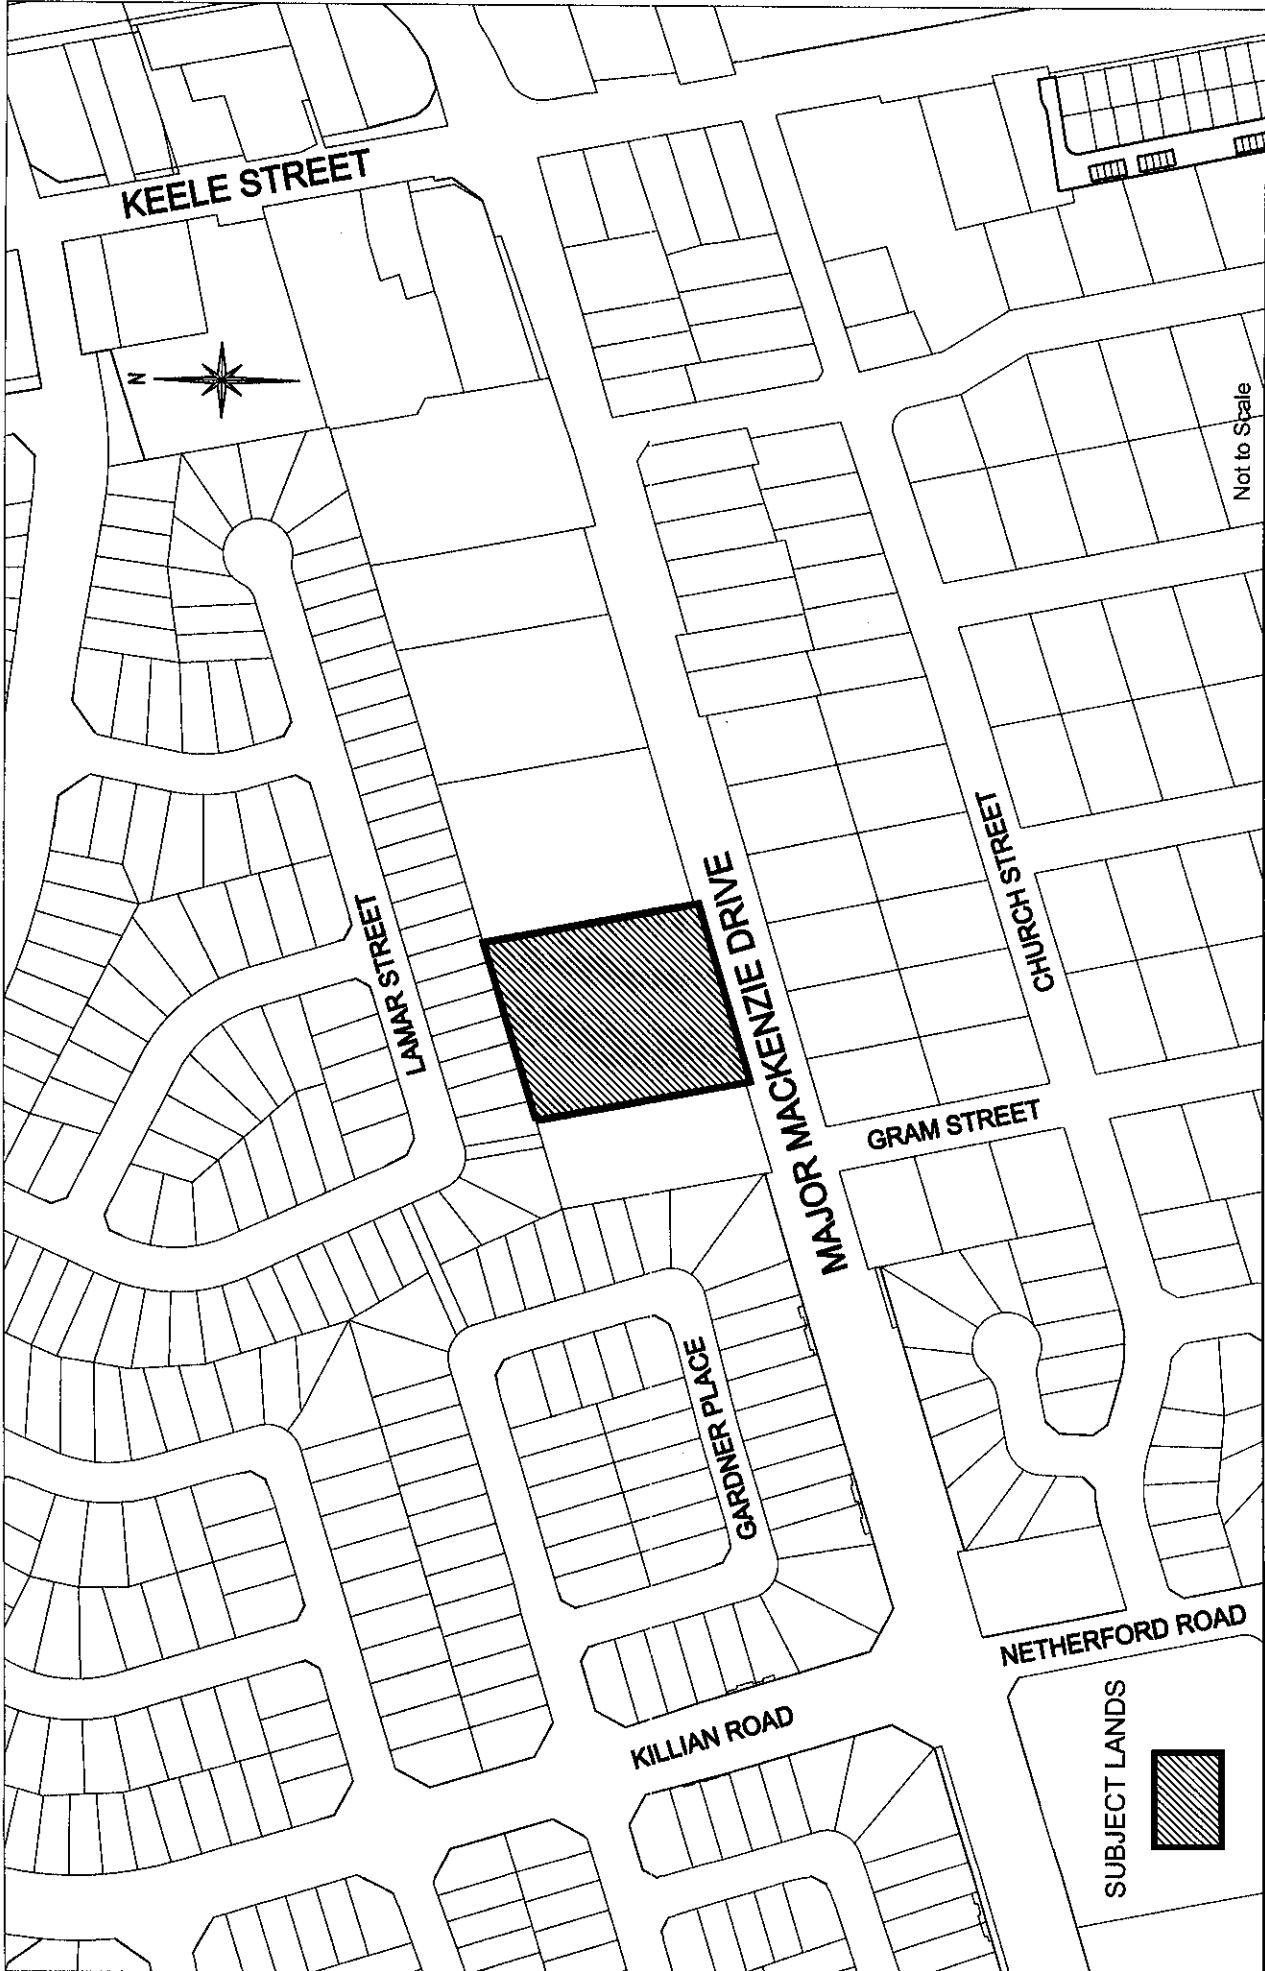 KEELE STREET
N
LAMAR STREET
MAJOR MACKENZIE DRIVE
CHURCH STREET
GRAM STREET
GARDNER PLACE
KILLIAN ROAD
NETHERFORD ROAD
SUBJECT LANDS
Not to Scale